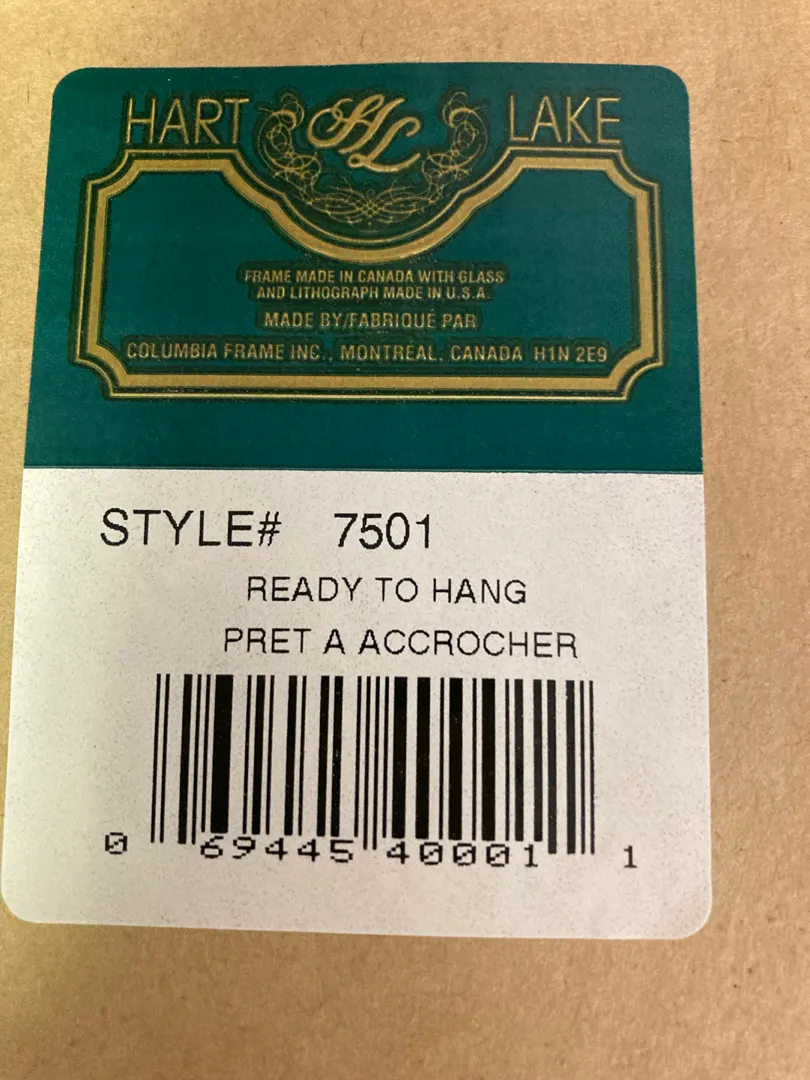 HART HL LAKE
FRAME MADE IN CANADA WITH GLASS
AND LITHOGRAPH MADE IN U.S.A.
MADE BY/FABRIQUÉ PAR
COLUMBIA FRAME INC., MONTRÉAL, CANADA H1N 2E9
STYLE# 7501
READY TO HANG
PRET A ACCROCHER
0 69445 40001 1